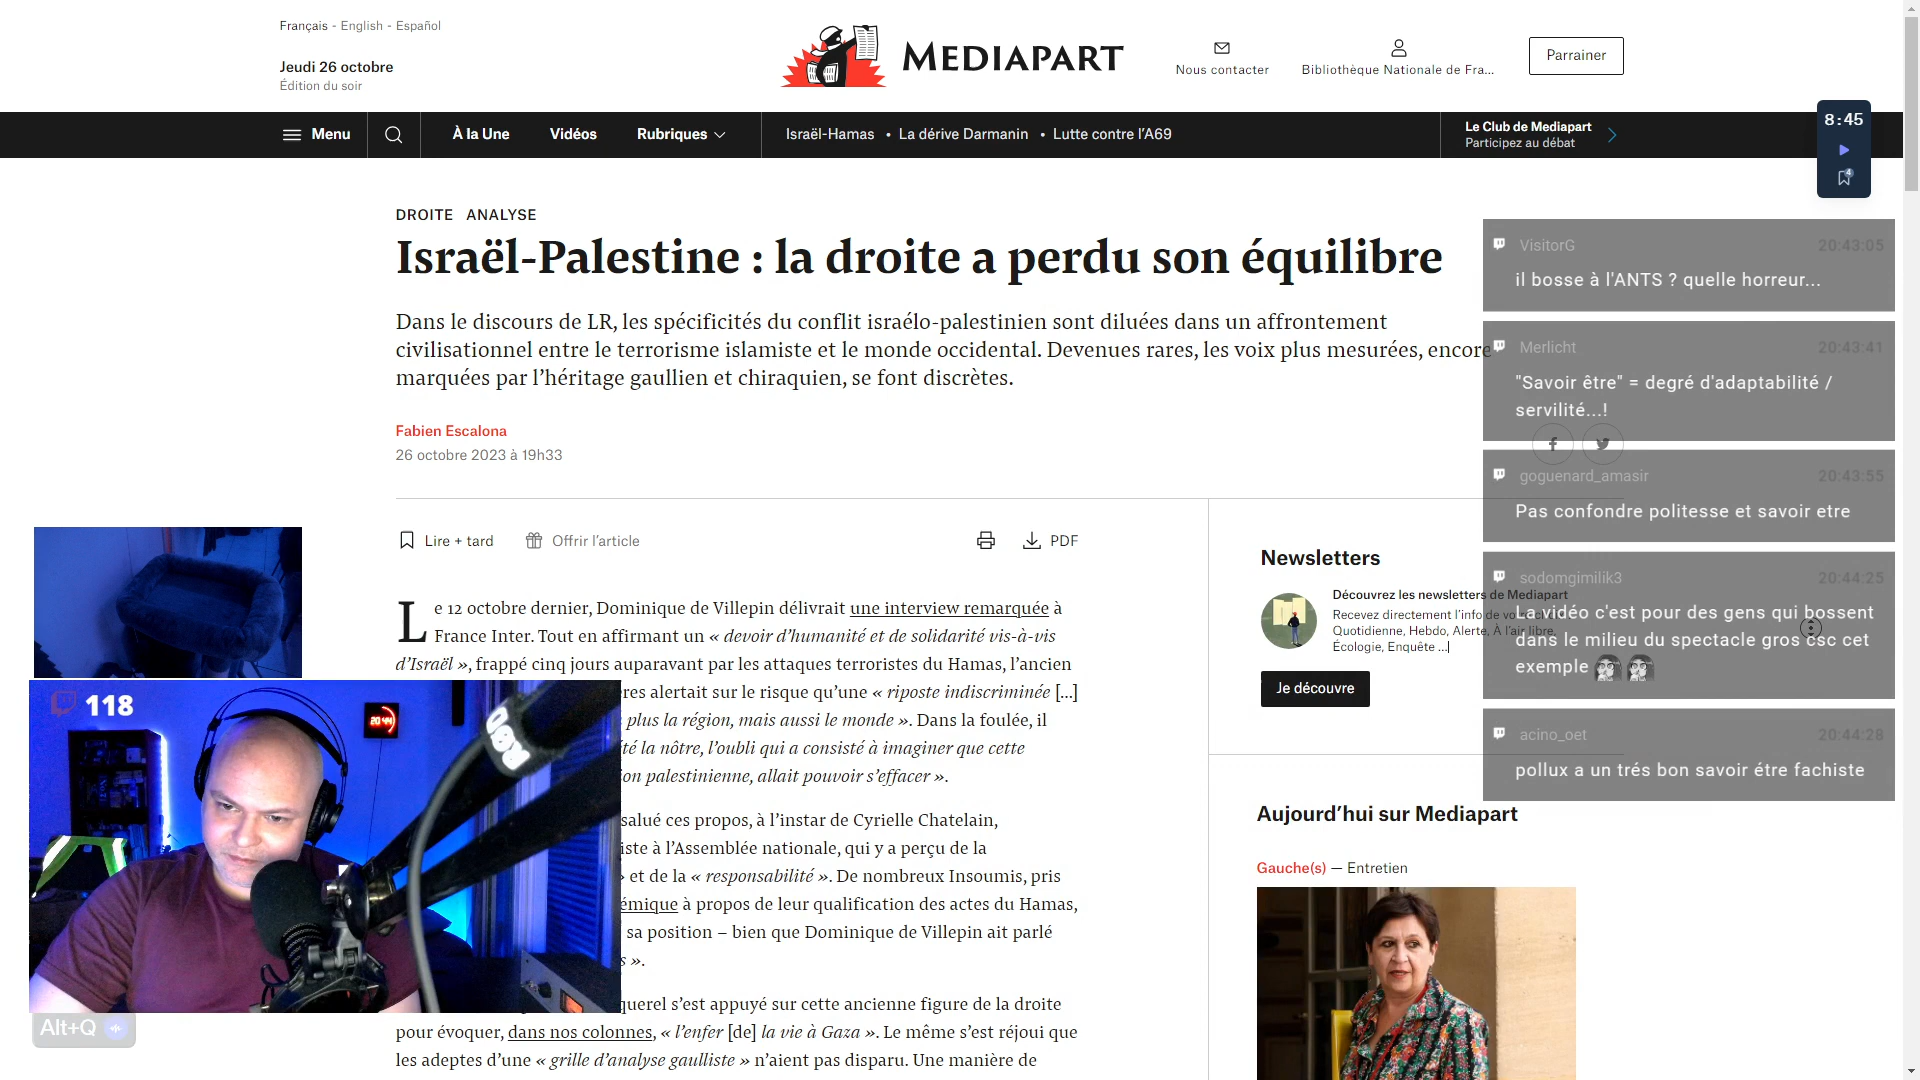 Français - English - Español
Jeudi 26 octobre
Édition du soir
MEDIAPART
Nous contacter
Bibliothèque Nationale de Fra...
Parrainer
Menu
À la Une
Vidéos
Rubriques
Israël-Hamas • La dérive Darmanin • Lutte contre l'A69
Le Club de Mediapart
Participez au débat
8:45
4
DROITE ANALYSE
Israël-Palestine : la droite a perdu son équilibre
Dans le discours de LR, les spécificités du conflit israélo-palestinien sont diluées dans un affrontement
civilisationnel entre le terrorisme islamiste et le monde occidental. Devenues rares, les voix plus mesurées, encore
marquées par l'héritage gaullien et chiraquien, se font discrètes.
Fabien Escalona
26 octobre 2023 à 19h33
Lire + tard
Offrir l'article
PDF
Le 12 octobre dernier, Dominique de Villepin délivrait une interview remarquée à
France Inter. Tout en affirmant un « devoir d'humanité et de solidarité vis-à-vis
d'Israël », frappé cinq jours auparavant par les attaques terroristes du Hamas, l'ancien
ères alertait sur le risque qu'une « riposte indiscriminée [...]
plus la région, mais aussi le monde ». Dans la foulée, il
été la nôtre, l'oubli qui a consisté à imaginer que cette
ion palestinienne, allait pouvoir s'effacer ».
salué ces propos, à l'instar de Cyrielle Chatelain,
iste à l'Assemblée nationale, qui y a perçu de la
» et de la « responsabilité ». De nombreux Insoumis, pris
émique à propos de leur qualification des actes du Hamas,
sa position – bien que Dominique de Villepin ait parlé
s ».
querel s'est appuyé sur cette ancienne figure de la droite
pour évoquer, dans nos colonnes, « l'enfer [de] la vie à Gaza ». Le même s'est réjoui que
les adeptes d'une « grille d'analyse gaulliste » n'aient pas disparu. Une manière de
118
20:44
Alt+Q
Newsletters
Découvrez les newsletters de Mediapart
Recevez directement l'info de vo
Quotidienne, Hebdo, Alerte, À l'air libre,
Écologie, Enquête ...
Je découvre
Aujourd'hui sur Mediapart
Gauche(s) — Entretien
VisitorG 20:43:05
il bosse à l'ANTS ? quelle horreur...
Merlicht 20:43:41
"Savoir être" = degré d'adaptabilité /
servilité...!
goguenard_amasir 20:43:55
Pas confondre politesse et savoir etre
sodomgimilik3 20:44:25
La vidéo c'est pour des gens qui bossent
dans le milieu du spectacle gros csc cet
exemple
acino_oet 20:44:28
pollux a un trés bon savoir étre fachiste